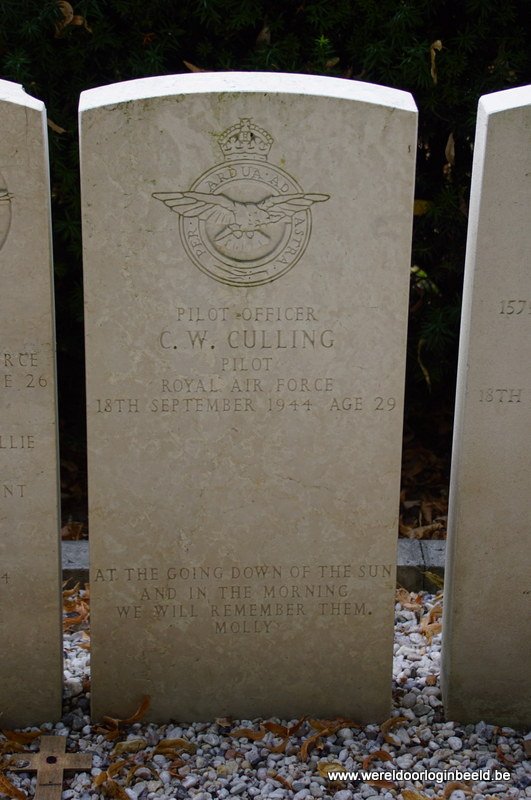 PER ARDUA AD ASTRA
PILOT OFFICER
C. W. CULLING
PILOT
ROYAL AIR FORCE
18TH SEPTEMBER 1944 AGE 29
AT THE GOING DOWN OF THE SUN
AND IN THE MORNING
WE WILL REMEMBER THEM.
MOLLY
RCE
E 26
LLIE
NT
4
157
18TH
www.wereldoorloginbeeld.be